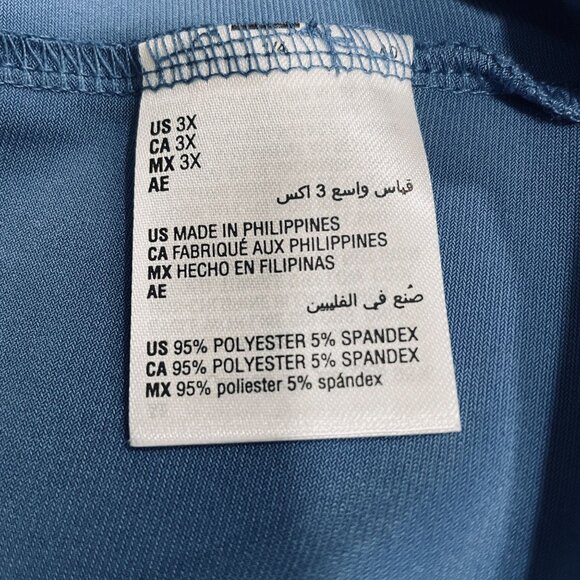 US 3X
CA 3X
MX 3X
AE
قياس واسع 3 اكس
US MADE IN PHILIPPINES
CA FABRIQUÉ AUX PHILIPPINES
MX HECHO EN FILIPINAS
AE
صُنع في الفلبين
US 95% POLYESTER 5% SPANDEX
CA 95% POLYESTER 5% SPANDEX
MX 95% poliester 5% spándex